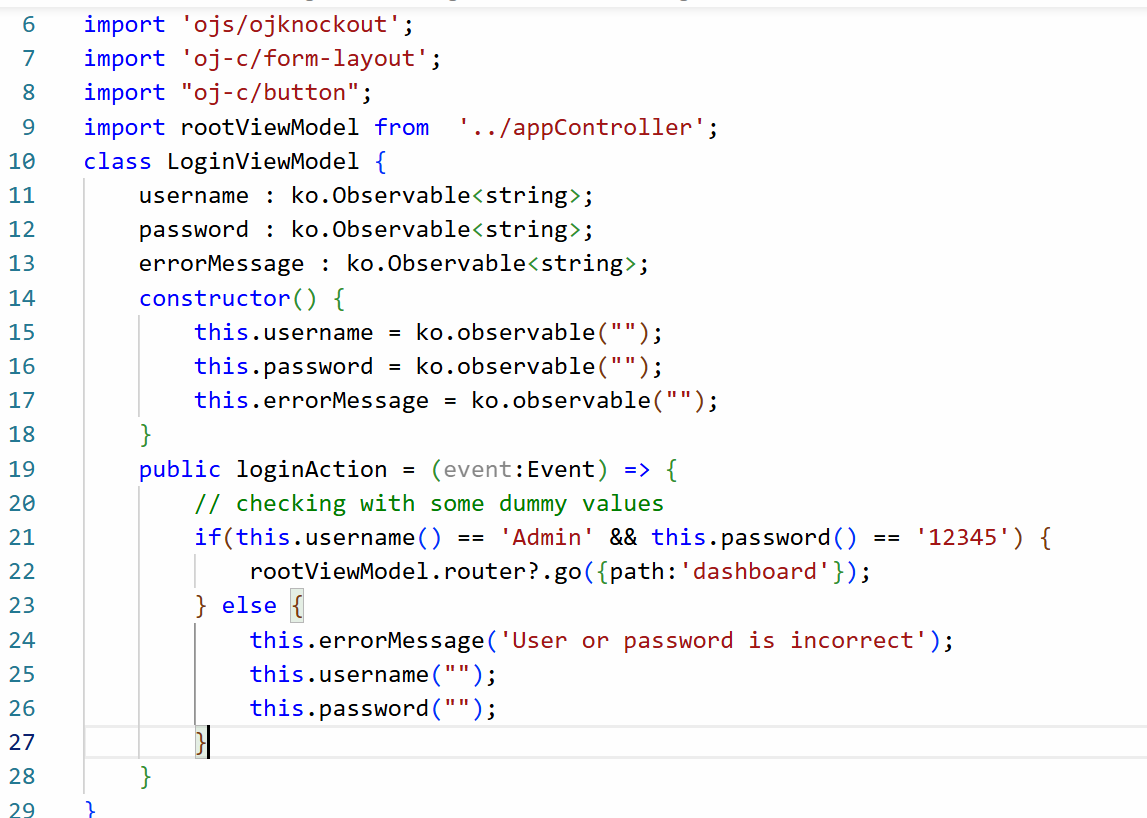 6 import 'ojs/ojknockout';
7 import 'oj-c/form-layout';
8 import "oj-c/button";
9 import rootViewModel from  '../appController';
10 class LoginViewModel {
11     username : ko.Observable<string>;
12     password : ko.Observable<string>;
13     errorMessage : ko.Observable<string>;
14     constructor() {
15         this.username = ko.observable("");
16         this.password = ko.observable("");
17         this.errorMessage = ko.observable("");
18     }
19     public loginAction = (event:Event) => {
20         // checking with some dummy values
21         if(this.username() == 'Admin' && this.password() == '12345') {
22             rootViewModel.router?.go({path:'dashboard'});
23         } else {
24             this.errorMessage('User or password is incorrect');
25             this.username("");
26             this.password("");
27         }
28     }
29 }